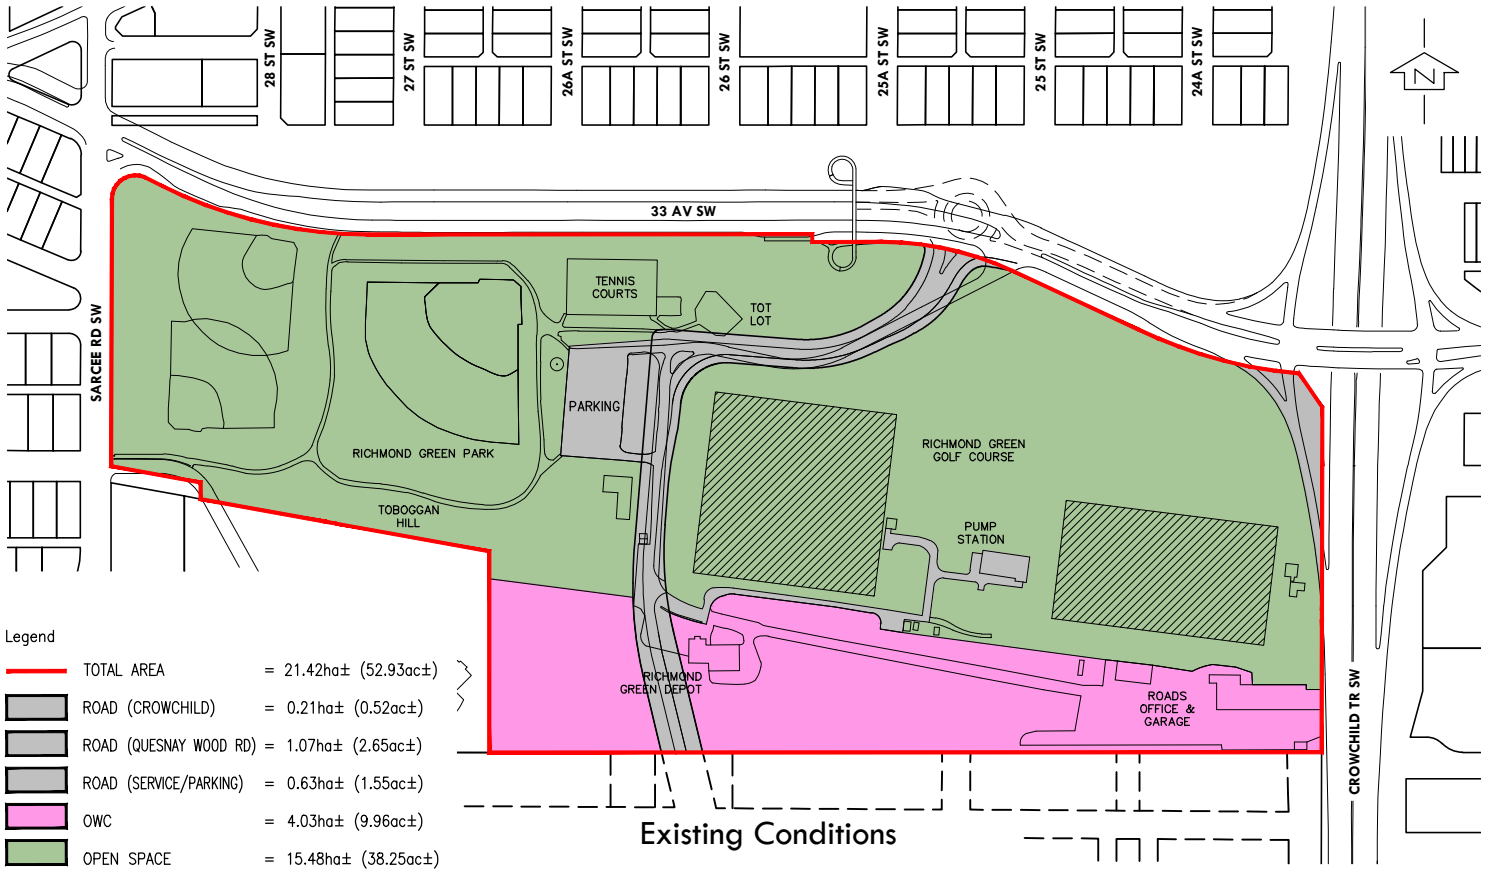 28 ST SW
27 ST SW
26A ST SW
26 ST SW
25A ST SW
25 ST SW
24A ST SW
N
33 AV SW
SARCEE RD SW
TENNIS
COURTS
TOT
LOT
PARKING
RICHMOND GREEN PARK
RICHMOND GREEN
GOLF COURSE
TOBOGGAN
HILL
PUMP
STATION
RICHMOND
GREEN DEPOT
ROADS
OFFICE &
GARAGE
CROWCHILD TR SW
Legend
TOTAL AREA = 21.42ha± (52.93ac±)
ROAD (CROWCHILD) = 0.21ha± (0.52ac±)
ROAD (QUESNAY WOOD RD) = 1.07ha± (2.65ac±)
ROAD (SERVICE/PARKING) = 0.63ha± (1.55ac±)
OWC = 4.03ha± (9.96ac±)
OPEN SPACE = 15.48ha± (38.25ac±)
Existing Conditions